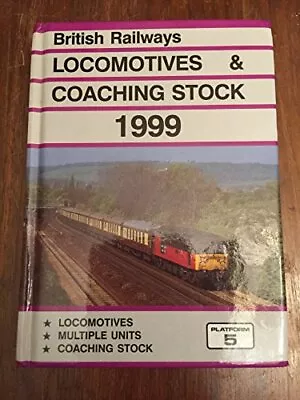 British Railways
LOCOMOTIVES &
COACHING STOCK
1999
★ LOCOMOTIVES
★ MULTIPLE UNITS
★ COACHING STOCK
PLATFORM
5